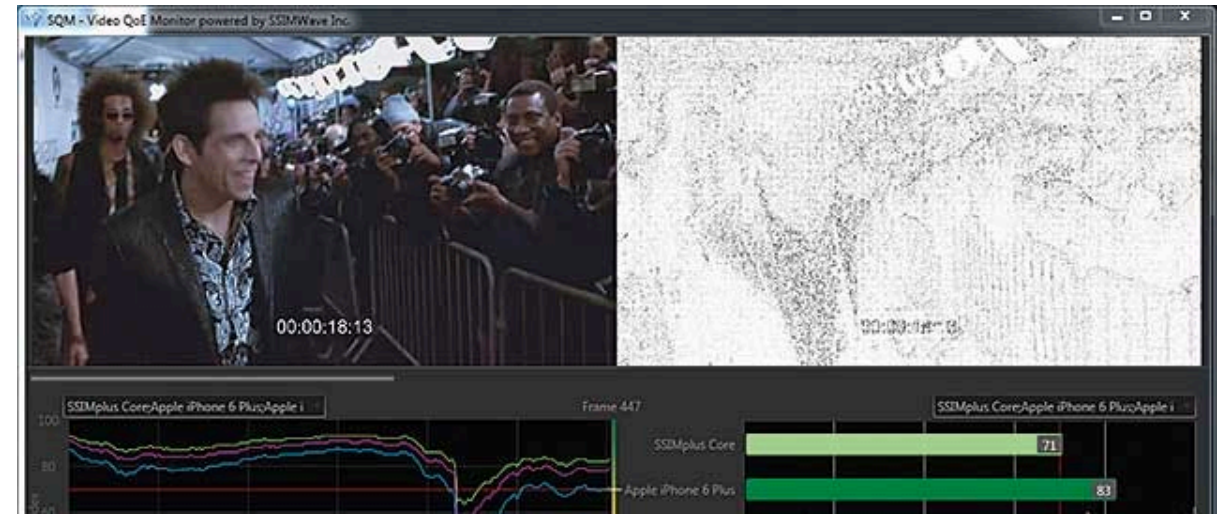 SQM - Video QoE Monitor powered by SSIMWave Inc.
00:00:18:13
SSIMplus Core;Apple iPhone 6 Plus;Apple i
Frame 447
SSIMplus Core;Apple iPhone 6 Plus;Apple i
100
80
SSIMplus Core
71
Apple iPhone 6 Plus
83